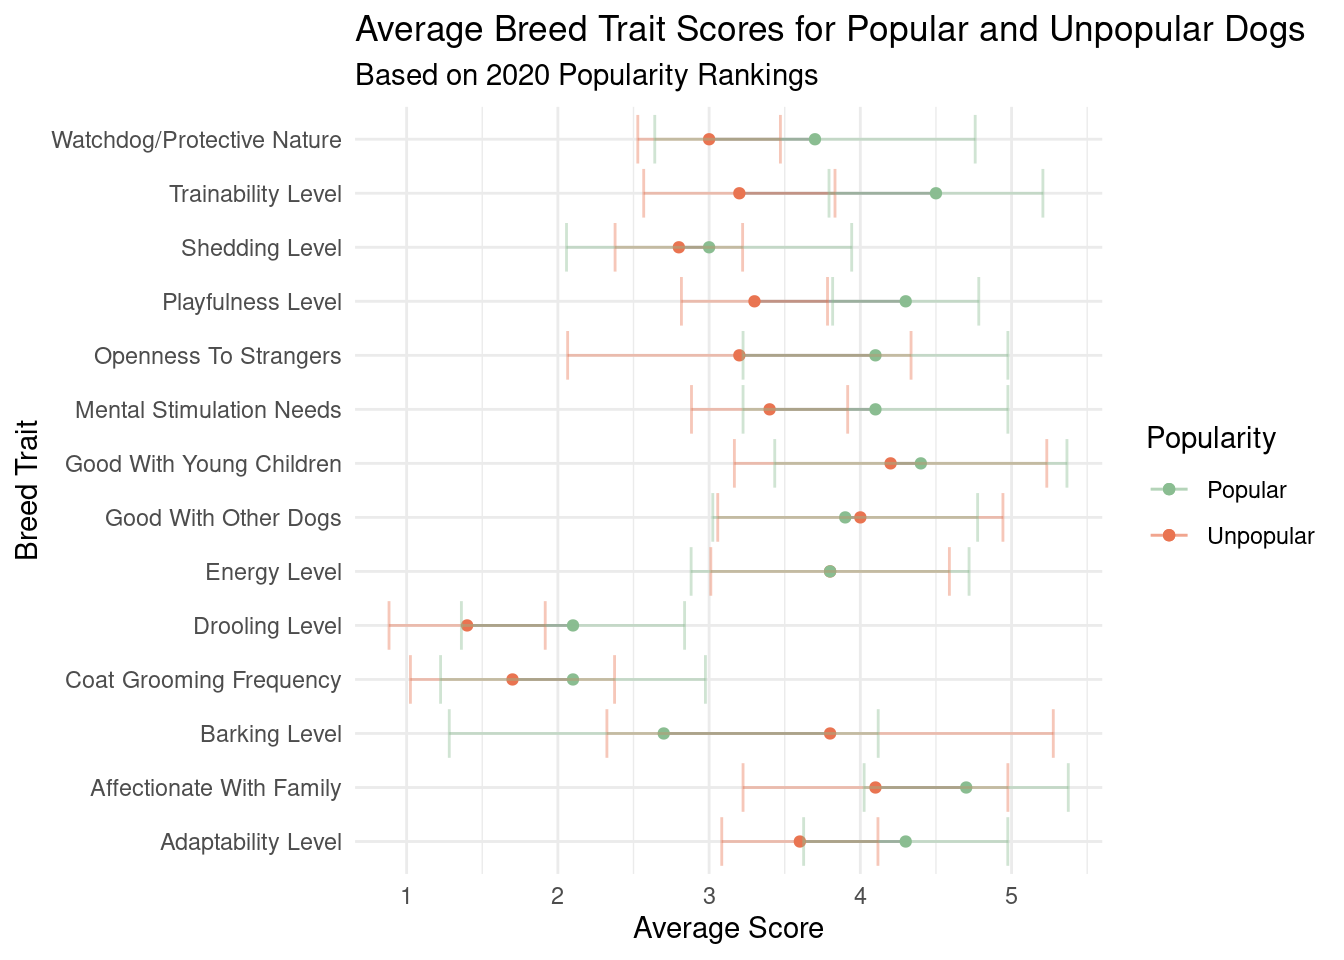 Average Breed Trait Scores for Popular and Unpopular Dogs
Based on 2020 Popularity Rankings
Watchdog/Protective Nature
Trainability Level
Shedding Level
Playfulness Level
Openness To Strangers
Mental Stimulation Needs
Good With Young Children
Good With Other Dogs
Energy Level
Drooling Level
Coat Grooming Frequency
Barking Level
Affectionate With Family
Adaptability Level
Breed Trait
1 2 3 4 5
Average Score
Popularity
Popular
Unpopular